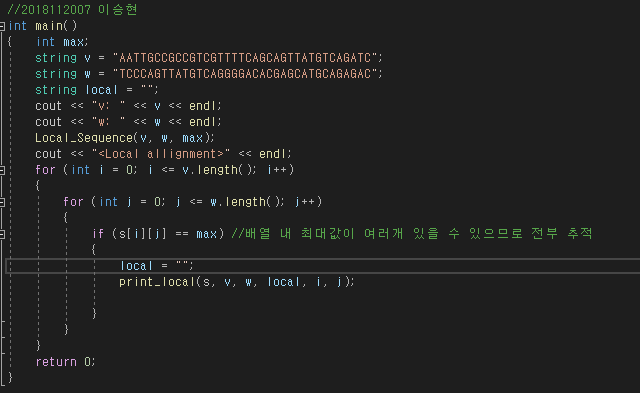 //2018112007 이승현
int main()
{   int max;
    string v = "AATTGCCGCCGTCGTTTTCAGCAGTTATGTCAGATC";
    string w = "TCCCAGTTATGTCAGGGGACACGAGCATGCAGAGAC";
    string local = "";
    cout << "v: " << v << endl;
    cout << "w: " << w << endl;
    Local_Sequence(v, w, max);
    cout << "<Local allignment>" << endl;
    for (int i = 0; i <= v.length(); i++)
    {
        for (int j = 0; j <= w.length(); j++)
        {
            if (s[i][j] == max) //배열 내 최대값이 여러개 있을 수 있으므로 전부 추적
            {
                local = "";
                print_local(s, v, w, local, i, j);
            }
        }
    }
    return 0;
}